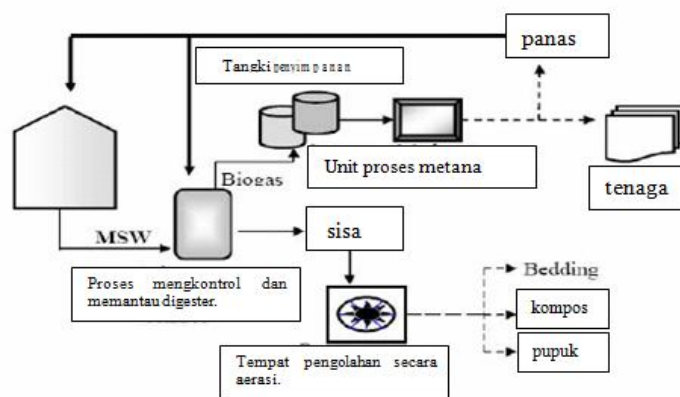 panas
Tangki penyimpanan
Biogas
Unit proses metana
tenaga
MSW
sisa
Proses mengkontrol dan
memantau digester.
Bedding
kompos
pupuk
Tempat pengolahan secara
aerasi.